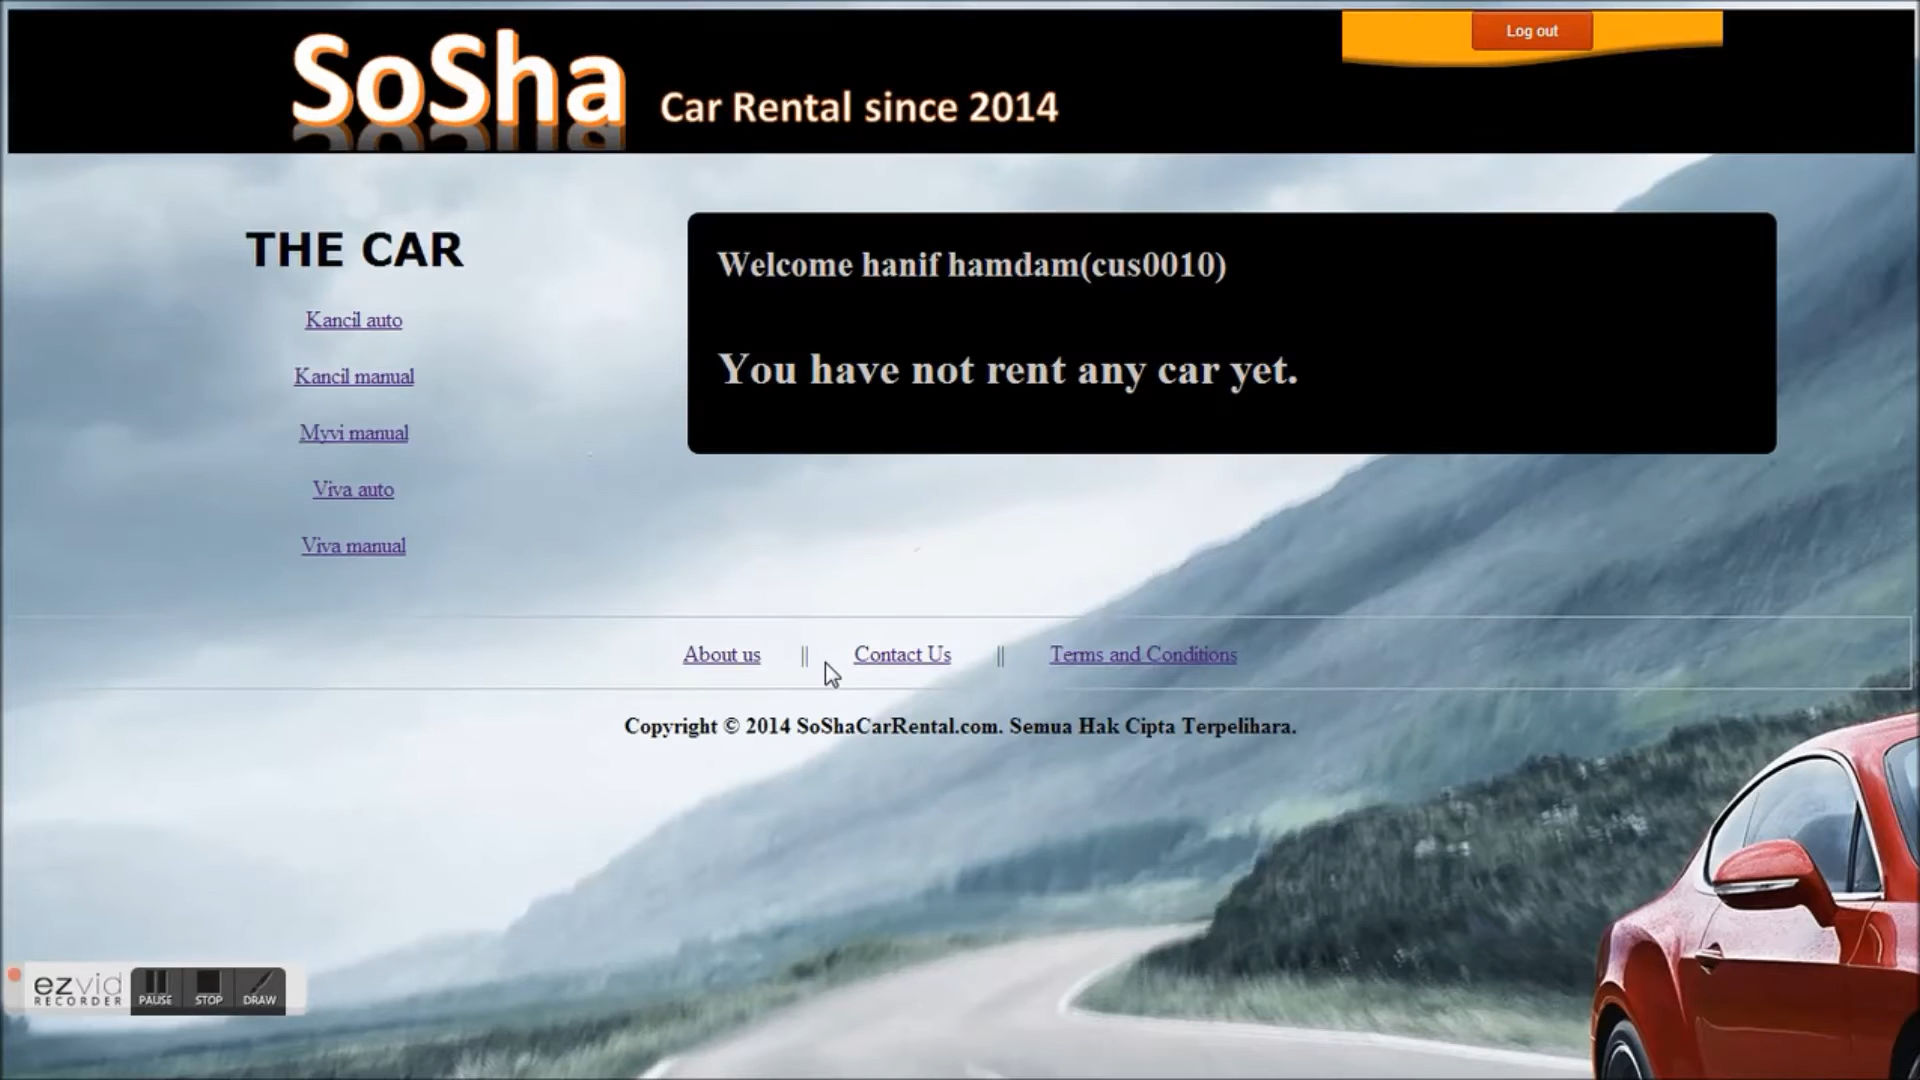 SoSha Car Rental since 2014
Log out
THE CAR
Kancil auto
Kancil manual
Myvi manual
Viva auto
Viva manual
Welcome hanif hamdam(cus0010)
You have not rent any car yet.
About us || Contact Us || Terms and Conditions
Copyright © 2014 SoShaCarRental.com. Semua Hak Cipta Terpelihara.
ezvid
RECORDER
PAUSE STOP DRAW